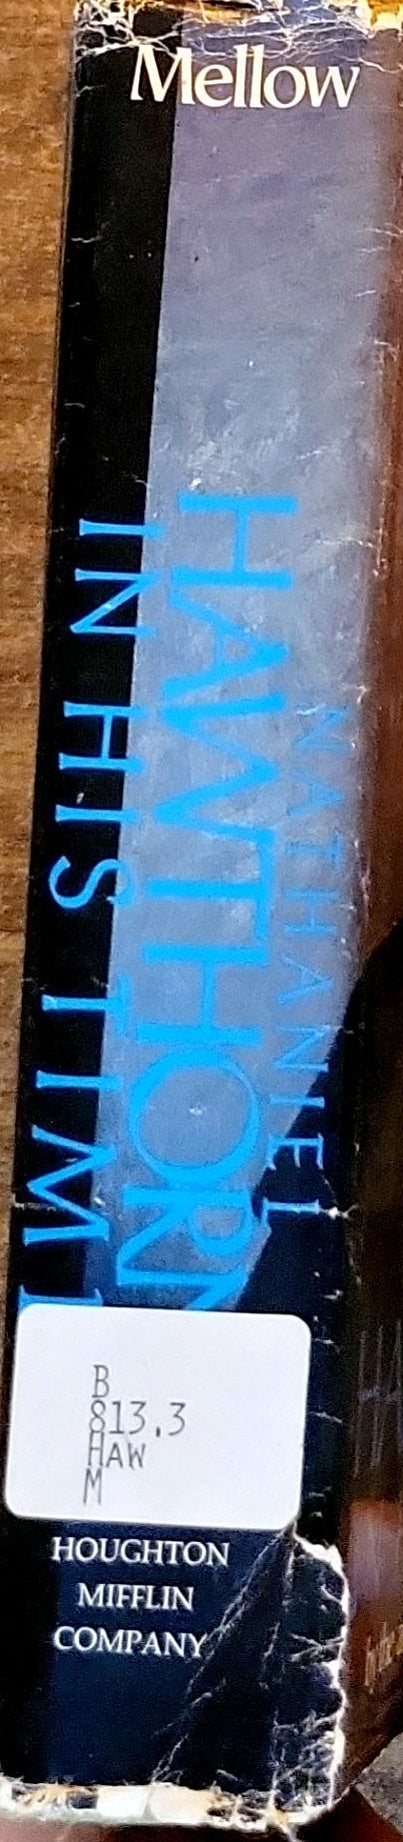 Mellow
NATHANIEL
HAWTHORN
IN HIS TIM
B
813.3
HAW
M
HOUGHTON
MIFFLIN
COMPANY